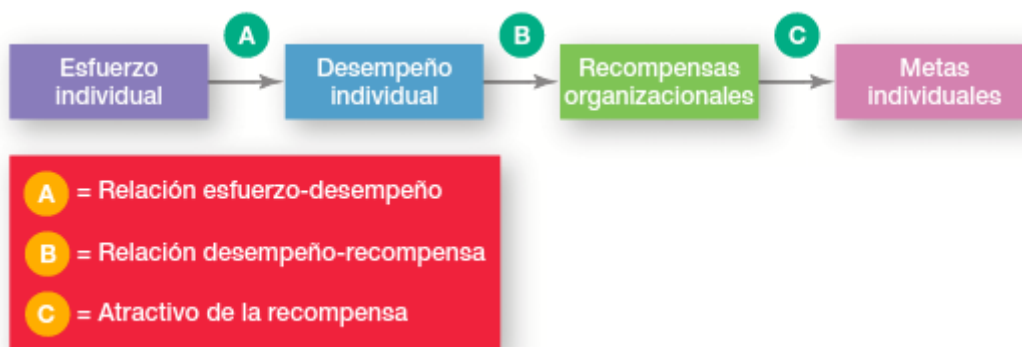 A
B
C
Esfuerzo
individual
Desempeño
individual
Recompensas
organizacionales
Metas
individuales
A = Relación esfuerzo-desempeño
B = Relación desempeño-recompensa
C = Atractivo de la recompensa